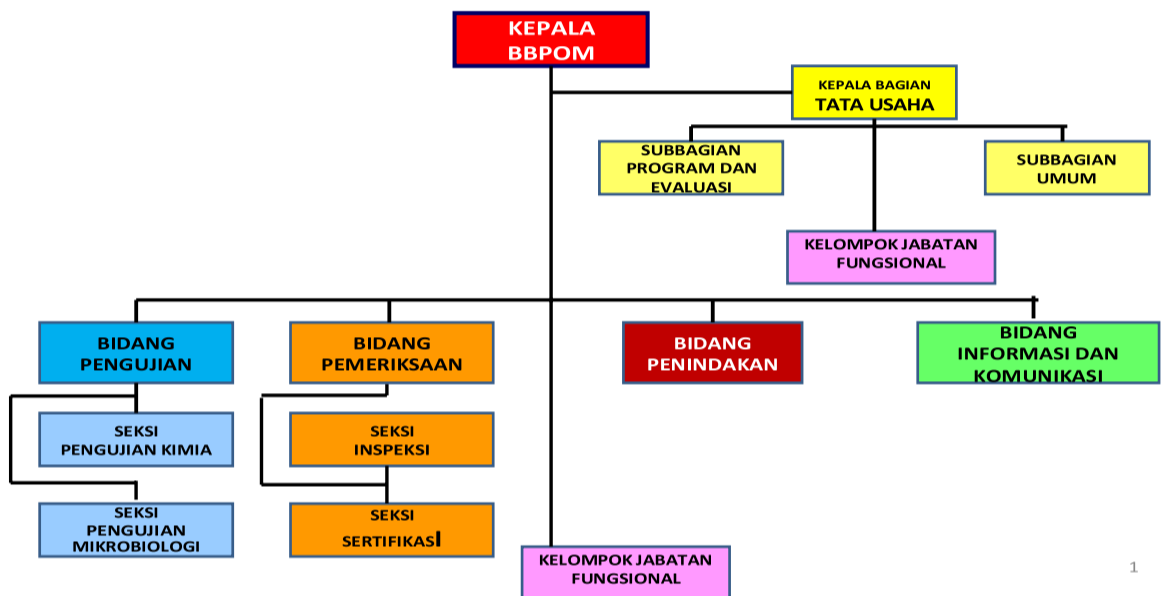 KEPALA
BBPOM
KEPALA BAGIAN
TATA USAHA
SUBBAGIAN
PROGRAM DAN
EVALUASI
SUBBAGIAN
UMUM
KELOMPOK JABATAN
FUNGSIONAL
BIDANG
PENGUJIAN
BIDANG
PEMERIKSAAN
BIDANG
PENINDAKAN
BIDANG
INFORMASI DAN
KOMUNIKASI
SEKSI
PENGUJIAN KIMIA
SEKSI
INSPEKSI
SEKSI
PENGUJIAN
MIKROBIOLOGI
SEKSI
SERTIFIKASI
KELOMPOK JABATAN
FUNGSIONAL
1